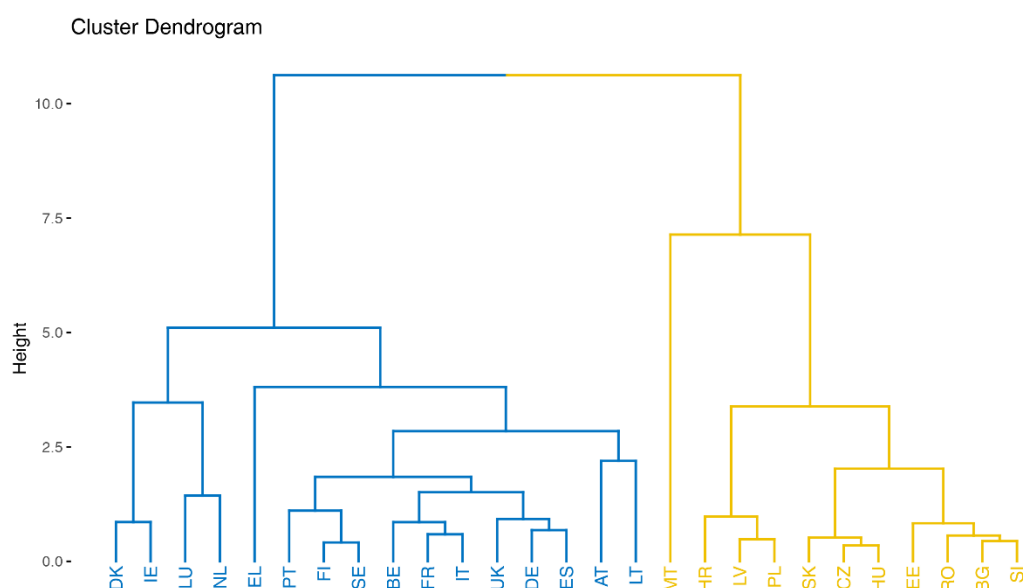 Cluster Dendrogram
Height
10.0
7.5
5.0
2.5
0.0
DK
IE
LU
NL
EL
PT
FI
SE
BE
FR
IT
UK
DE
ES
AT
LT
MT
HR
LV
PL
SK
CZ
HU
EE
RO
BG
SI